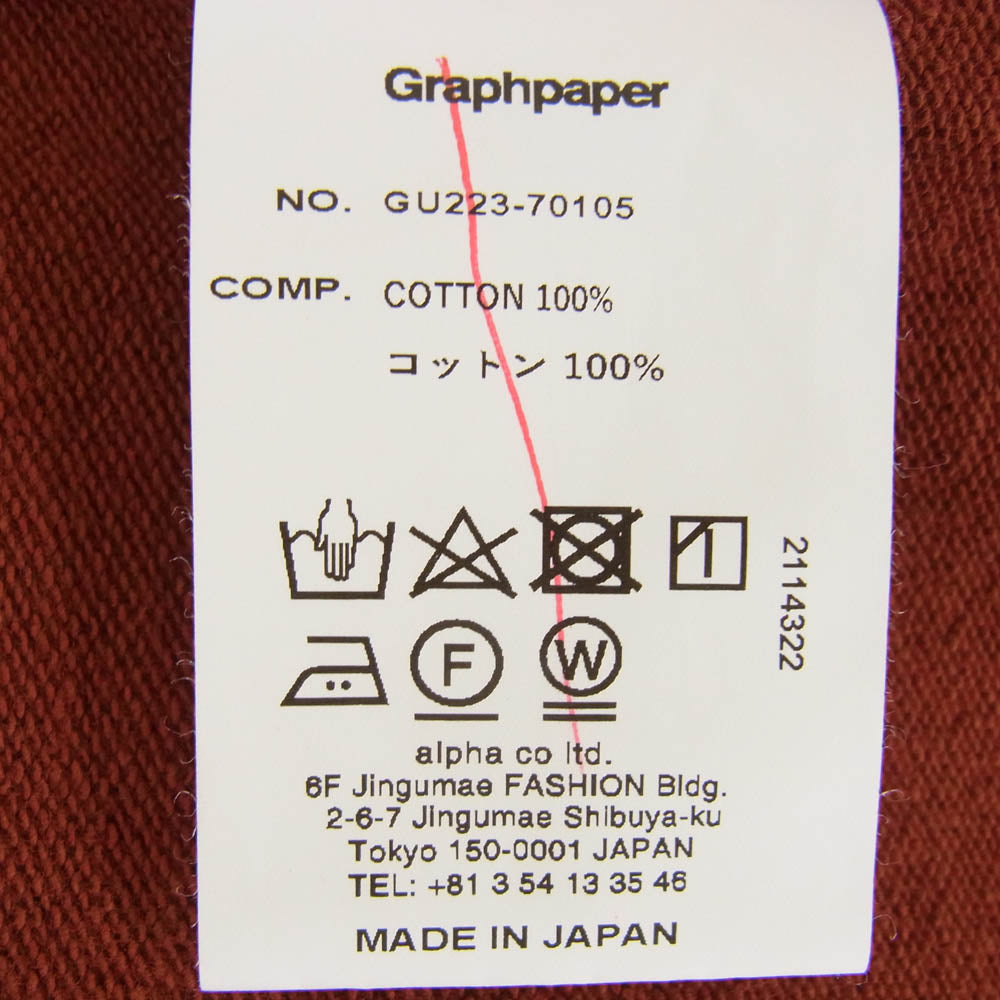 Graphpaper
NO. GU223-70105
COMP. COTTON 100%
コットン 100%
F W
2114322
alpha co ltd.
6F Jingumae FASHION Bldg.
2-6-7 Jingumae Shibuya-ku
Tokyo 150-0001 JAPAN
TEL: +81 3 54 13 35 46
MADE IN JAPAN